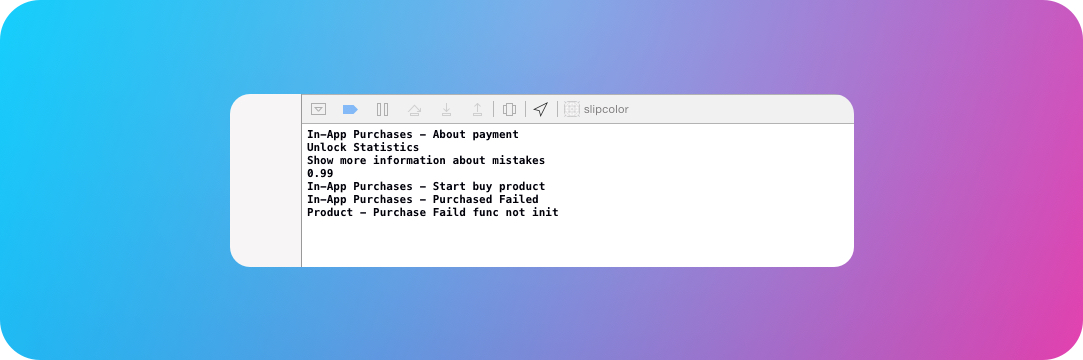 slipcolor
In-App Purchases - About payment
Unlock Statistics
Show more information about mistakes
0.99
In-App Purchases - Start buy product
In-App Purchases - Purchased Failed
Product - Purchase Faild func not init